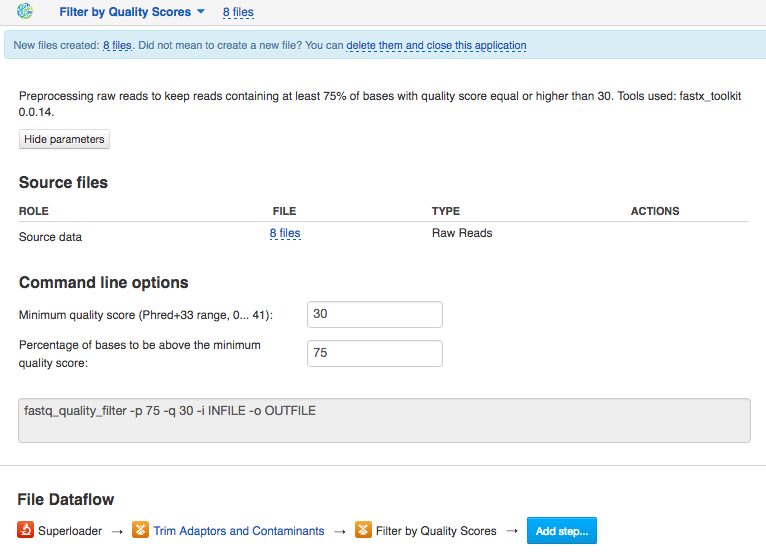 Filter by Quality Scores 8 files
New files created: 8 files. Did not mean to create a new file? You can delete them and close this application
Preprocessing raw reads to keep reads containing at least 75% of bases with quality score equal or higher than 30. Tools used: fastx_toolkit
0.0.14.
Hide parameters
Source files
ROLE FILE TYPE ACTIONS
Source data 8 files Raw Reads
Command line options
Minimum quality score (Phred+33 range, 0... 41): 30
Percentage of bases to be above the minimum
quality score: 75
fastq_quality_filter -p 75 -q 30 -i INFILE -o OUTFILE
File Dataflow
Superloader → Trim Adaptors and Contaminants → Filter by Quality Scores → Add step...